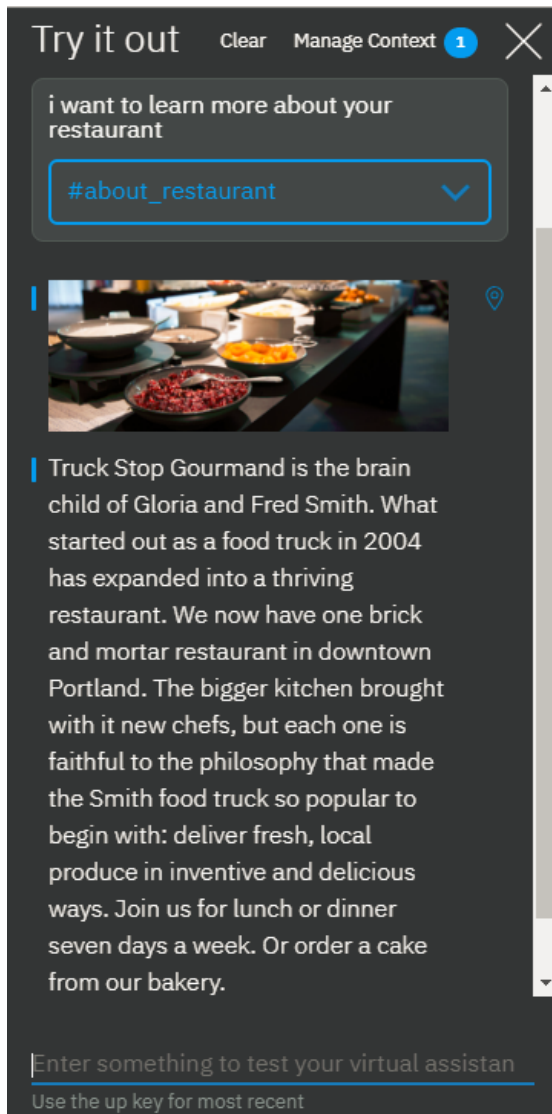 Try it out Clear Manage Context 1
i want to learn more about your
restaurant
#about_restaurant
Truck Stop Gourmand is the brain
child of Gloria and Fred Smith. What
started out as a food truck in 2004
has expanded into a thriving
restaurant. We now have one brick
and mortar restaurant in downtown
Portland. The bigger kitchen brought
with it new chefs, but each one is
faithful to the philosophy that made
the Smith food truck so popular to
begin with: deliver fresh, local
produce in inventive and delicious
ways. Join us for lunch or dinner
seven days a week. Or order a cake
from our bakery.
Enter something to test your virtual assistan
Use the up key for most recent